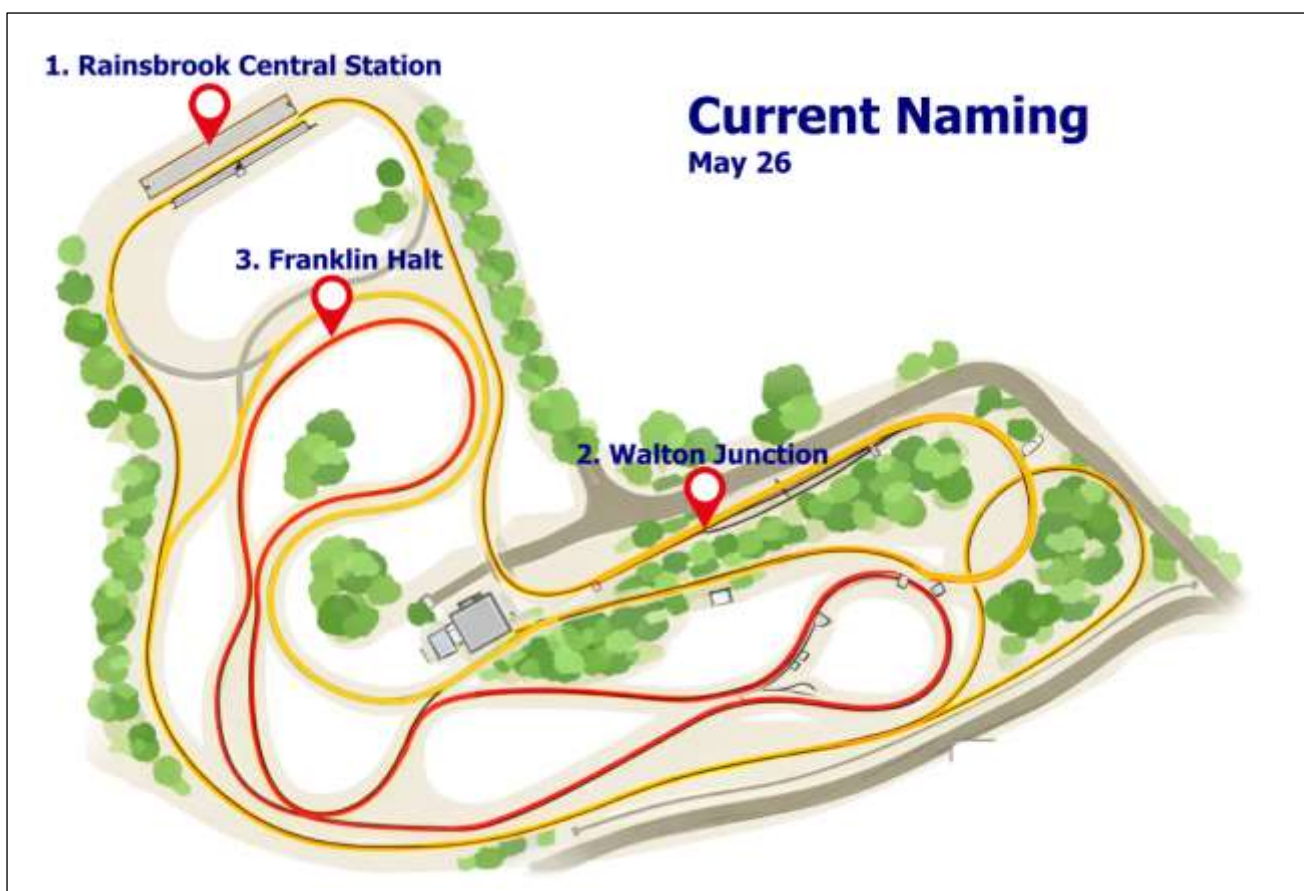 1. Rainsbrook Central Station
Current Naming
May 26
3. Franklin Halt
2. Walton Junction